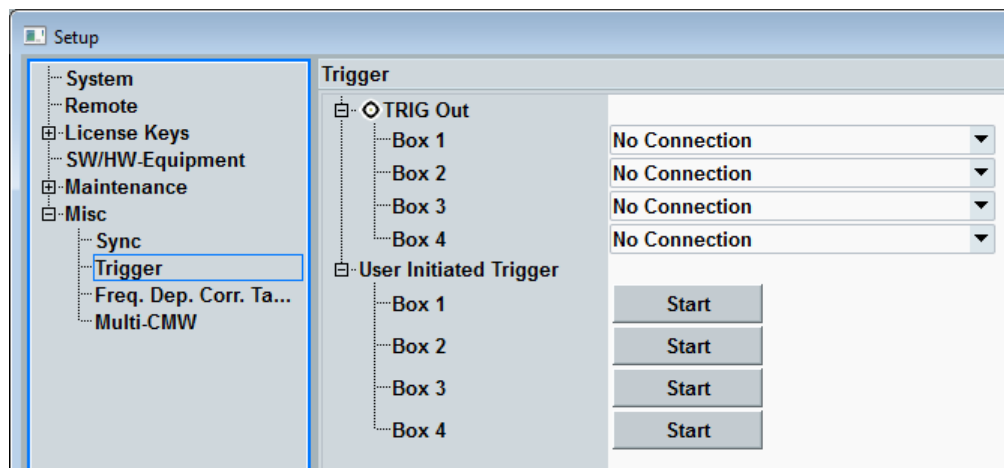 Setup
System
Remote
License Keys
SW/HW-Equipment
Maintenance
Misc
Sync
Trigger
Freq. Dep. Corr. Ta...
Multi-CMW
Trigger
TRIG Out
Box 1 No Connection
Box 2 No Connection
Box 3 No Connection
Box 4 No Connection
User Initiated Trigger
Box 1 Start
Box 2 Start
Box 3 Start
Box 4 Start